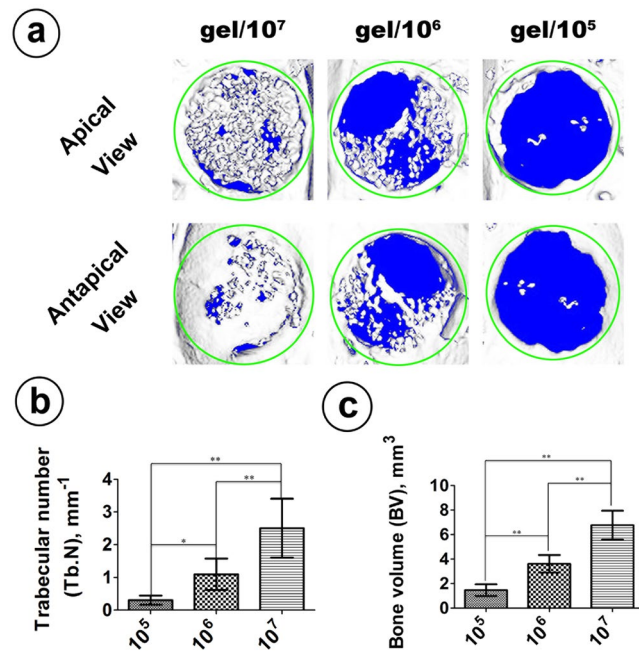 a
gel/10⁷ gel/10⁶ gel/10⁵
Apical
View
Antapical
View
b
Trabecular number
(Tb.N), mm⁻¹
4
3
2
1
0
**
**
*
10⁵ 10⁶ 10⁷
c
Bone volume (BV), mm³
10
8
6
4
2
0
**
**
**
10⁵ 10⁶ 10⁷